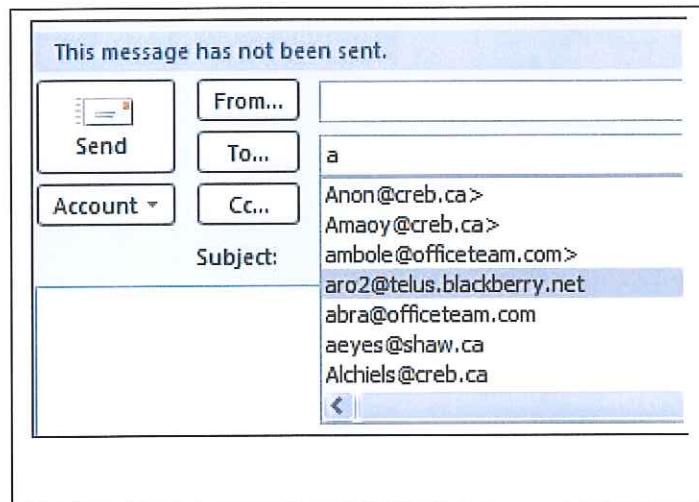 This message has not been sent.
From...
Send
To...
a
Account
Cc...
Anon@creb.ca>
Amaoy@creb.ca>
Subject:
ambole@officeteam.com>
aro2@telus.blackberry.net
abra@officeteam.com
aeyes@shaw.ca
Alchiels@creb.ca